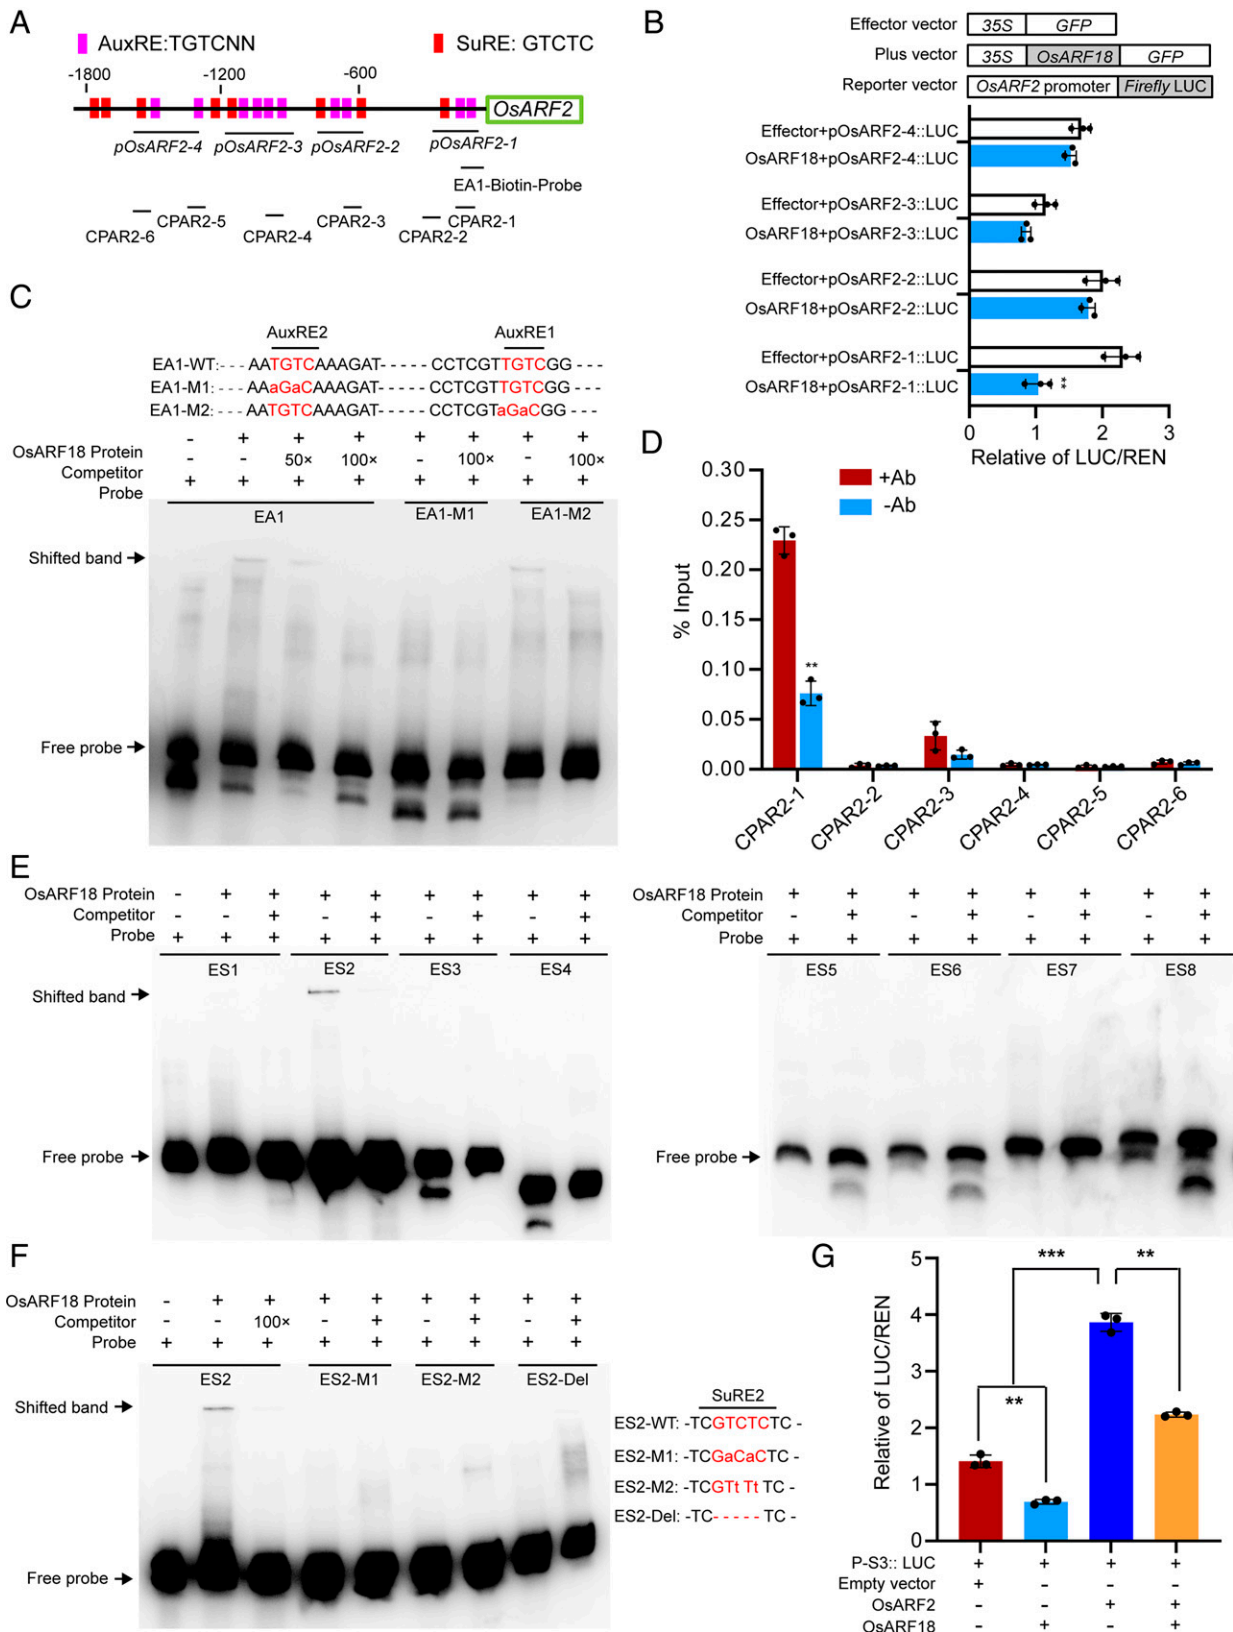 A
AuxRE:TGTCNN
SuRE: GTCTC
-1800
-1200
-600
OsARF2
pOsARF2-4
pOsARF2-3
pOsARF2-2
pOsARF2-1
EA1-Biotin-Probe
CPAR2-6
CPAR2-5
CPAR2-4
CPAR2-3
CPAR2-2
CPAR2-1
B
Effector vector 35S GFP
Plus vector 35S OsARF18 GFP
Reporter vector OsARF2 promoter Firefly LUC
Effector+pOsARF2-4::LUC
OsARF18+pOsARF2-4::LUC
Effector+pOsARF2-3::LUC
OsARF18+pOsARF2-3::LUC
Effector+pOsARF2-2::LUC
OsARF18+pOsARF2-2::LUC
Effector+pOsARF2-1::LUC
OsARF18+pOsARF2-1::LUC **
0 1 2 3
Relative of LUC/REN
C
AuxRE2 AuxRE1
EA1-WT:- --- AATGTCAAAGAT----- CCTCGTTGTCGG ---
EA1-M1:- --- AAaGaCAAAGAT----- CCTCGTTGTCGG ---
EA1-M2:- --- AATGTCAAAGAT----- CCTCGTaGaCGG ---
OsARF18 Protein - + + + + + + +
Competitor - - 50× 100× - 100× - 100×
Probe + + + + + + + +
EA1 EA1-M1 EA1-M2
Shifted band
Free probe
D
+Ab
-Ab
% Input
0.30
0.25
0.20
0.10
0.05
0.00
**
CPAR2-1 CPAR2-2 CPAR2-3 CPAR2-4 CPAR2-5 CPAR2-6
E
OsARF18 Protein - + + + + + + + +
Competitor - - + - + - + - +
Probe + + + + + + + + +
ES1 ES2 ES3 ES4
Shifted band
Free probe
OsARF18 Protein + + + + + + + +
Competitor - + - + - + - +
Probe + + + + + + + +
ES5 ES6 ES7 ES8
Free probe
F
OsARF18 Protein - + + + + + + + +
Competitor - - 100× - + - + - +
Probe + + + + + + + + +
ES2 ES2-M1 ES2-M2 ES2-Del
Shifted band
Free probe
SuRE2
ES2-WT: -TCGTCTCTC -
ES2-M1: -TCGaCaCTC -
ES2-M2: -TCGTt Tt TC -
ES2-Del: -TC- - - - - TC -
G
Relative of LUC/REN
5
4
3
2
1
0
** *** **
P-S3:: LUC + + + +
Empty vector + - - -
OsARF2 - - + +
OsARF18 - + - +